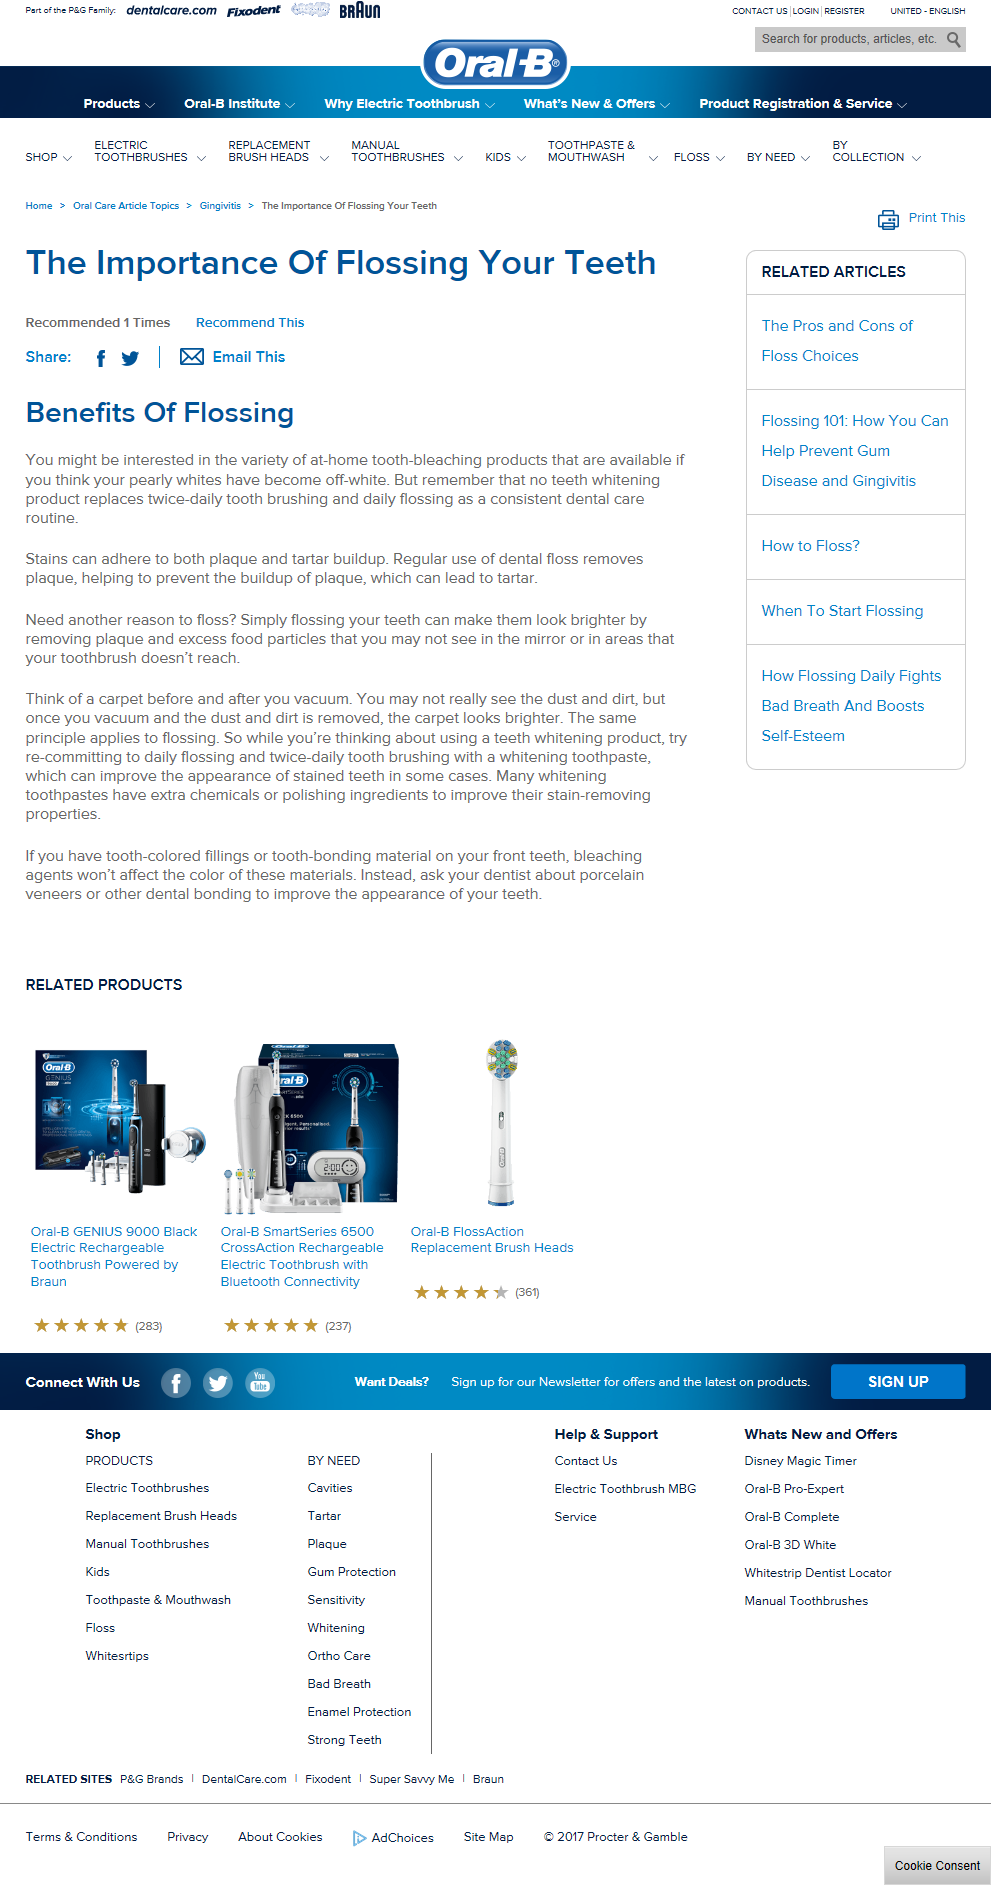 Part of the P&G Family: dentalcare.com Fixodent BRAUN
CONTACT US | LOGIN | REGISTER UNITED - ENGLISH
Search for products, articles, etc.
Oral-B®
Products Oral-B Institute Why Electric Toothbrush What's New & Offers Product Registration & Service
SHOP ELECTRIC TOOTHBRUSHES REPLACEMENT BRUSH HEADS MANUAL TOOTHBRUSHES KIDS TOOTHPASTE & MOUTHWASH FLOSS BY NEED BY COLLECTION
Home > Oral Care Article Topics > Gingivitis > The Importance Of Flossing Your Teeth
Print This
The Importance Of Flossing Your Teeth
Recommended 1 Times Recommend This
Share: Email This
Benefits Of Flossing
You might be interested in the variety of at-home tooth-bleaching products that are available if
you think your pearly whites have become off-white. But remember that no teeth whitening
product replaces twice-daily tooth brushing and daily flossing as a consistent dental care
routine.
Stains can adhere to both plaque and tartar buildup. Regular use of dental floss removes
plaque, helping to prevent the buildup of plaque, which can lead to tartar.
Need another reason to floss? Simply flossing your teeth can make them look brighter by
removing plaque and excess food particles that you may not see in the mirror or in areas that
your toothbrush doesn't reach.
Think of a carpet before and after you vacuum. You may not really see the dust and dirt, but
once you vacuum and the dust and dirt is removed, the carpet looks brighter. The same
principle applies to flossing. So while you're thinking about using a teeth whitening product, try
re-committing to daily flossing and twice-daily tooth brushing with a whitening toothpaste,
which can improve the appearance of stained teeth in some cases. Many whitening
toothpastes have extra chemicals or polishing ingredients to improve their stain-removing
properties.
If you have tooth-colored fillings or tooth-bonding material on your front teeth, bleaching
agents won't affect the color of these materials. Instead, ask your dentist about porcelain
veneers or other dental bonding to improve the appearance of your teeth.
RELATED ARTICLES
The Pros and Cons of
Floss Choices
Flossing 101: How You Can
Help Prevent Gum
Disease and Gingivitis
How to Floss?
When To Start Flossing
How Flossing Daily Fights
Bad Breath And Boosts
Self-Esteem
RELATED PRODUCTS
Oral-B
GENIUS
2:00
Oral-B GENIUS 9000 Black
Electric Rechargeable
Toothbrush Powered by
Braun
(283)
Oral-B SmartSeries 6500
CrossAction Rechargeable
Electric Toothbrush with
Bluetooth Connectivity
(237)
Oral-B FlossAction
Replacement Brush Heads
(361)
Connect With Us You Tube Want Deals? Sign up for our Newsletter for offers and the latest on products. SIGN UP
Shop
PRODUCTS
Electric Toothbrushes
Replacement Brush Heads
Manual Toothbrushes
Kids
Toothpaste & Mouthwash
Floss
Whitesrtips
BY NEED
Cavities
Tartar
Plaque
Gum Protection
Sensitivity
Whitening
Ortho Care
Bad Breath
Enamel Protection
Strong Teeth
Help & Support
Contact Us
Electric Toothbrush MBG
Service
Whats New and Offers
Disney Magic Timer
Oral-B Pro-Expert
Oral-B Complete
Oral-B 3D White
Whitestrip Dentist Locator
Manual Toothbrushes
RELATED SITES P&G Brands | DentalCare.com | Fixodent | Super Savvy Me | Braun
Terms & Conditions Privacy About Cookies AdChoices Site Map © 2017 Procter & Gamble
Cookie Consent